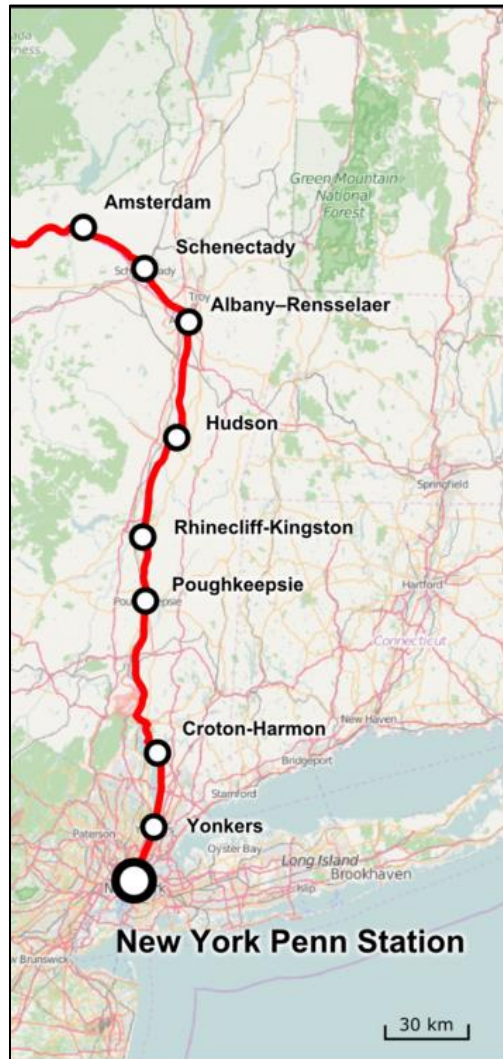 Green Mountain
National
Forest
Amsterdam
Schenectady
Troy
Albany–Rensselaer
Hudson
Springfield
Rhinecliff-Kingston
Poughkeepsie
Hartford
Connecticut
Croton-Harmon
New Haven
Bridgeport
Stamford
Paterson
Yonkers
Oyster Bay
Long Island
Brookhaven
Islip
New York Penn Station
Brunswick
30 km